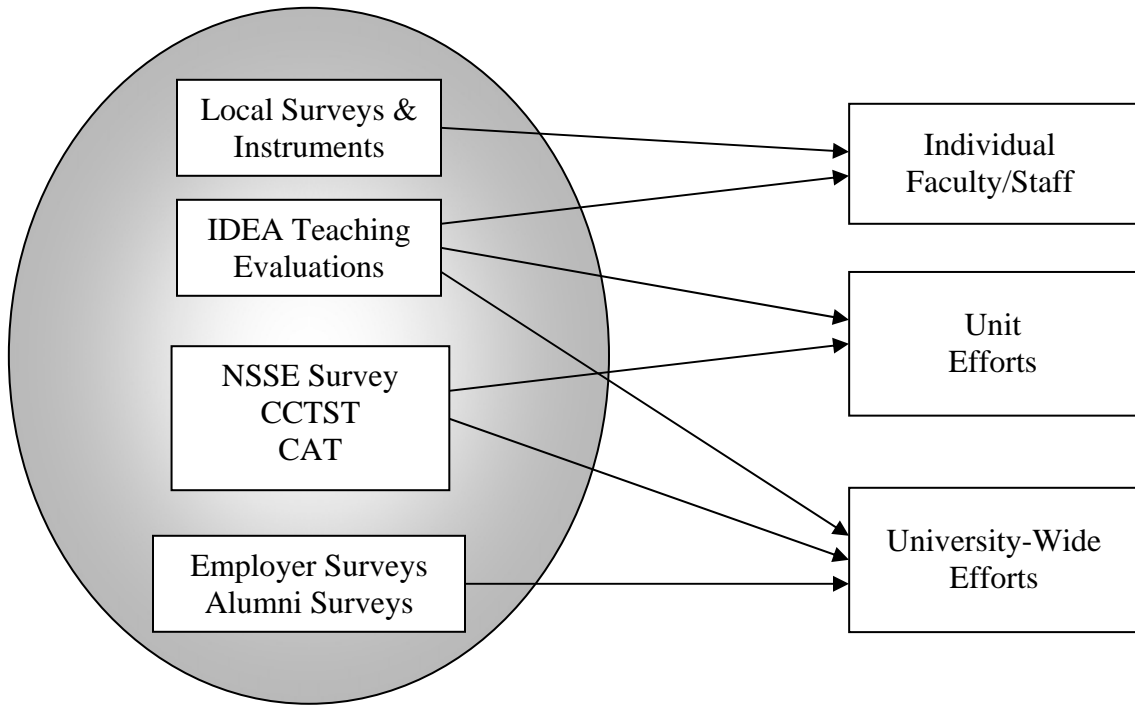 Local Surveys &
Instruments
IDEA Teaching
Evaluations
NSSE Survey
CCTST
CAT
Employer Surveys
Alumni Surveys
Individual
Faculty/Staff
Unit
Efforts
University-Wide
Efforts